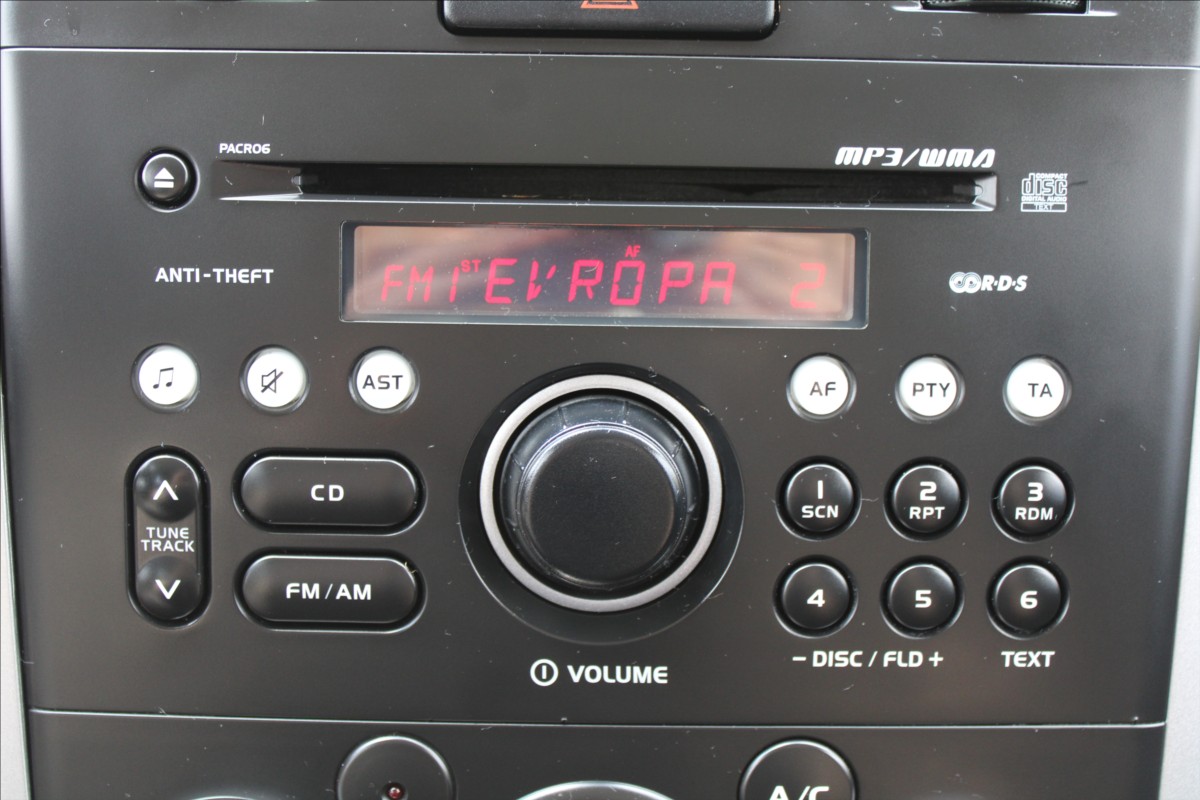 PACR06
MP3/WMA
COMPACT
disc
DIGITAL AUDIO
TEXT
ANTI-THEFT
AF
FM1 ST EVROPA 2
R·D·S
AST
AF
PTY
TA
TUNE
TRACK
CD
FM/AM
1
SCN
2
RPT
3
RDM
4
5
6
VOLUME
- DISC / FLD +
TEXT
A/C